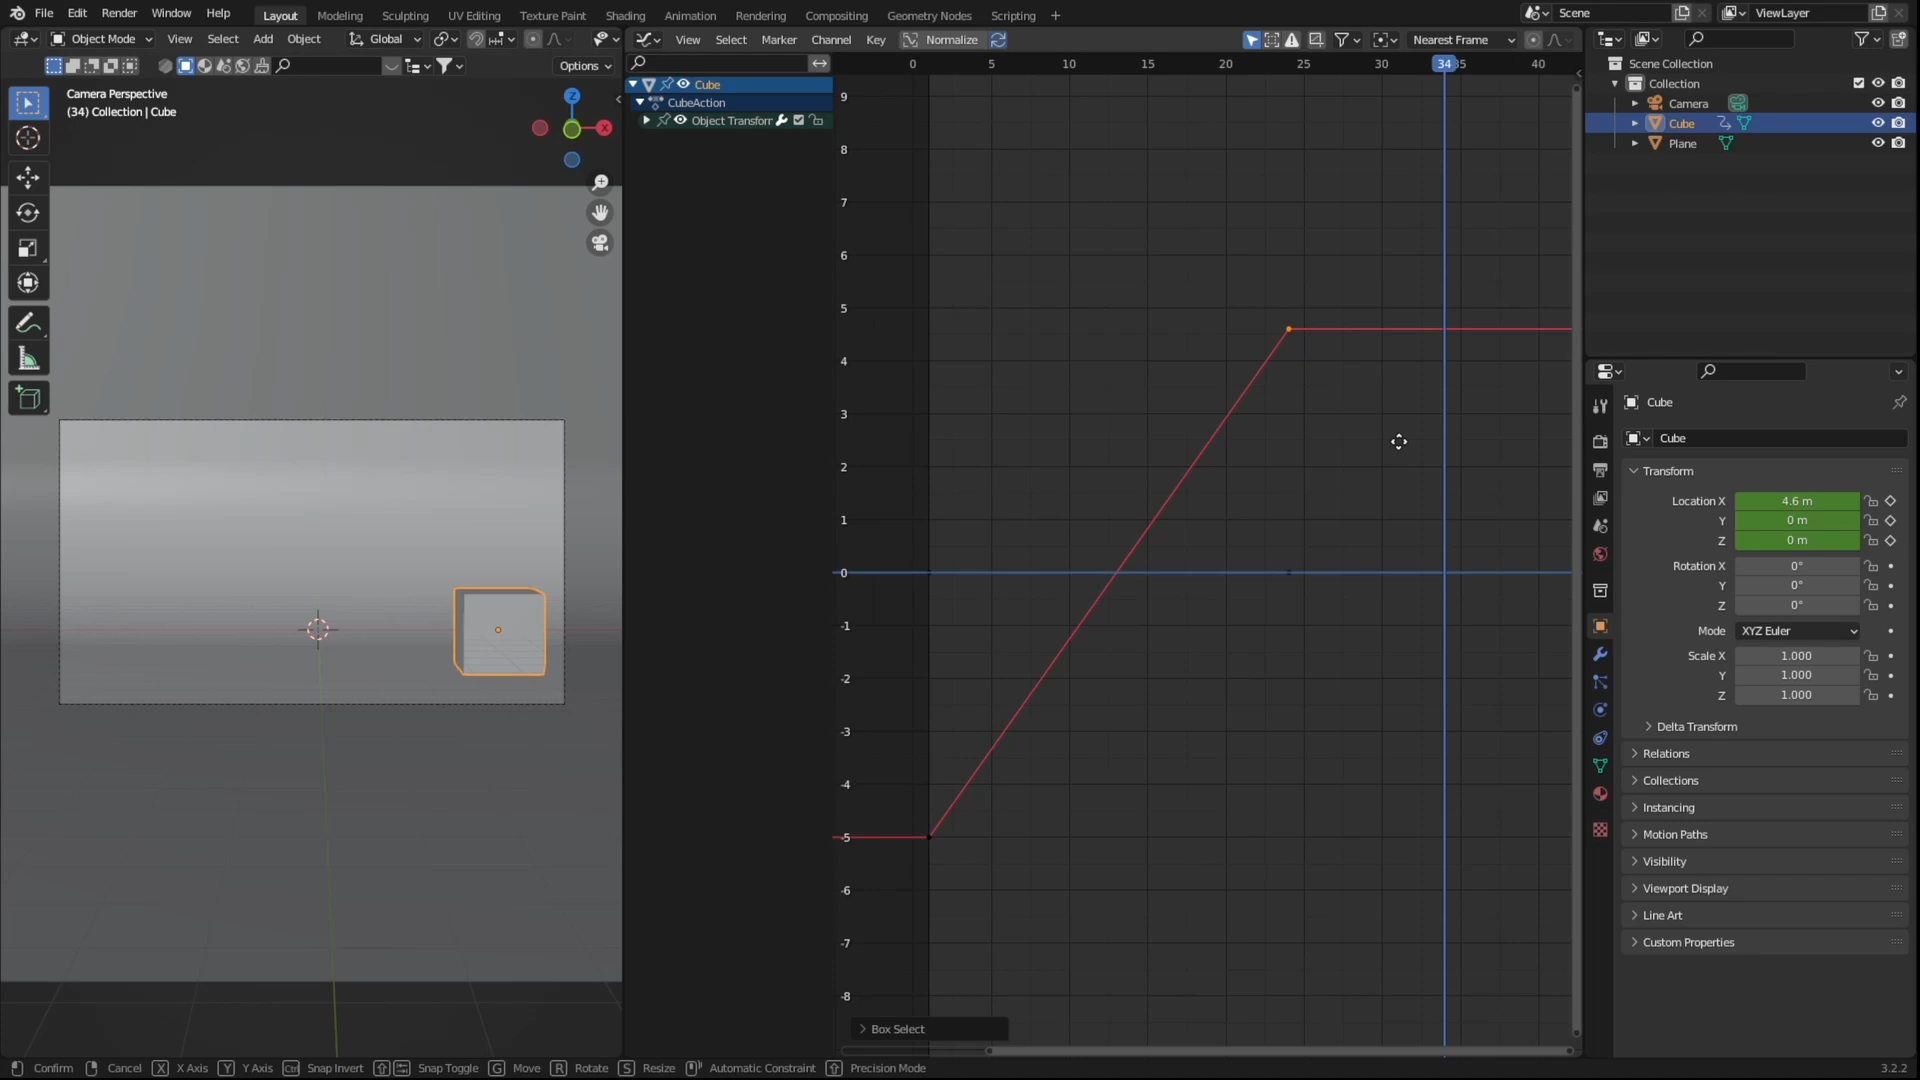 File Edit Render Window Help Layout Modeling Sculpting UV Editing Texture Paint Shading Animation Rendering Compositing Geometry Nodes Scripting + Scene ViewLayer
Object Mode View Select Add Object Global View Select Marker Channel Key Normalize Nearest Frame
Options
Camera Perspective
(34) Collection | Cube
Z
X
Cube
CubeAction
Object Transfor
0 5 10 15 20 25 30 34 35 40
9
8
7
6
5
4
3
2
1
0
-1
-2
-3
-4
-5
-6
-7
-8
Box Select
Scene Collection
Collection
Camera
Cube
Plane
Cube
Cube
Transform
Location X 4.6 m
Y 0 m
Z 0 m
Rotation X 0°
Y 0°
Z 0°
Mode XYZ Euler
Scale X 1.000
Y 1.000
Z 1.000
Delta Transform
Relations
Collections
Instancing
Motion Paths
Visibility
Viewport Display
Line Art
Custom Properties
Confirm Cancel X X Axis Y Y Axis Ctrl Snap Invert Snap Toggle G Move R Rotate S Resize Automatic Constraint Precision Mode 3.2.2